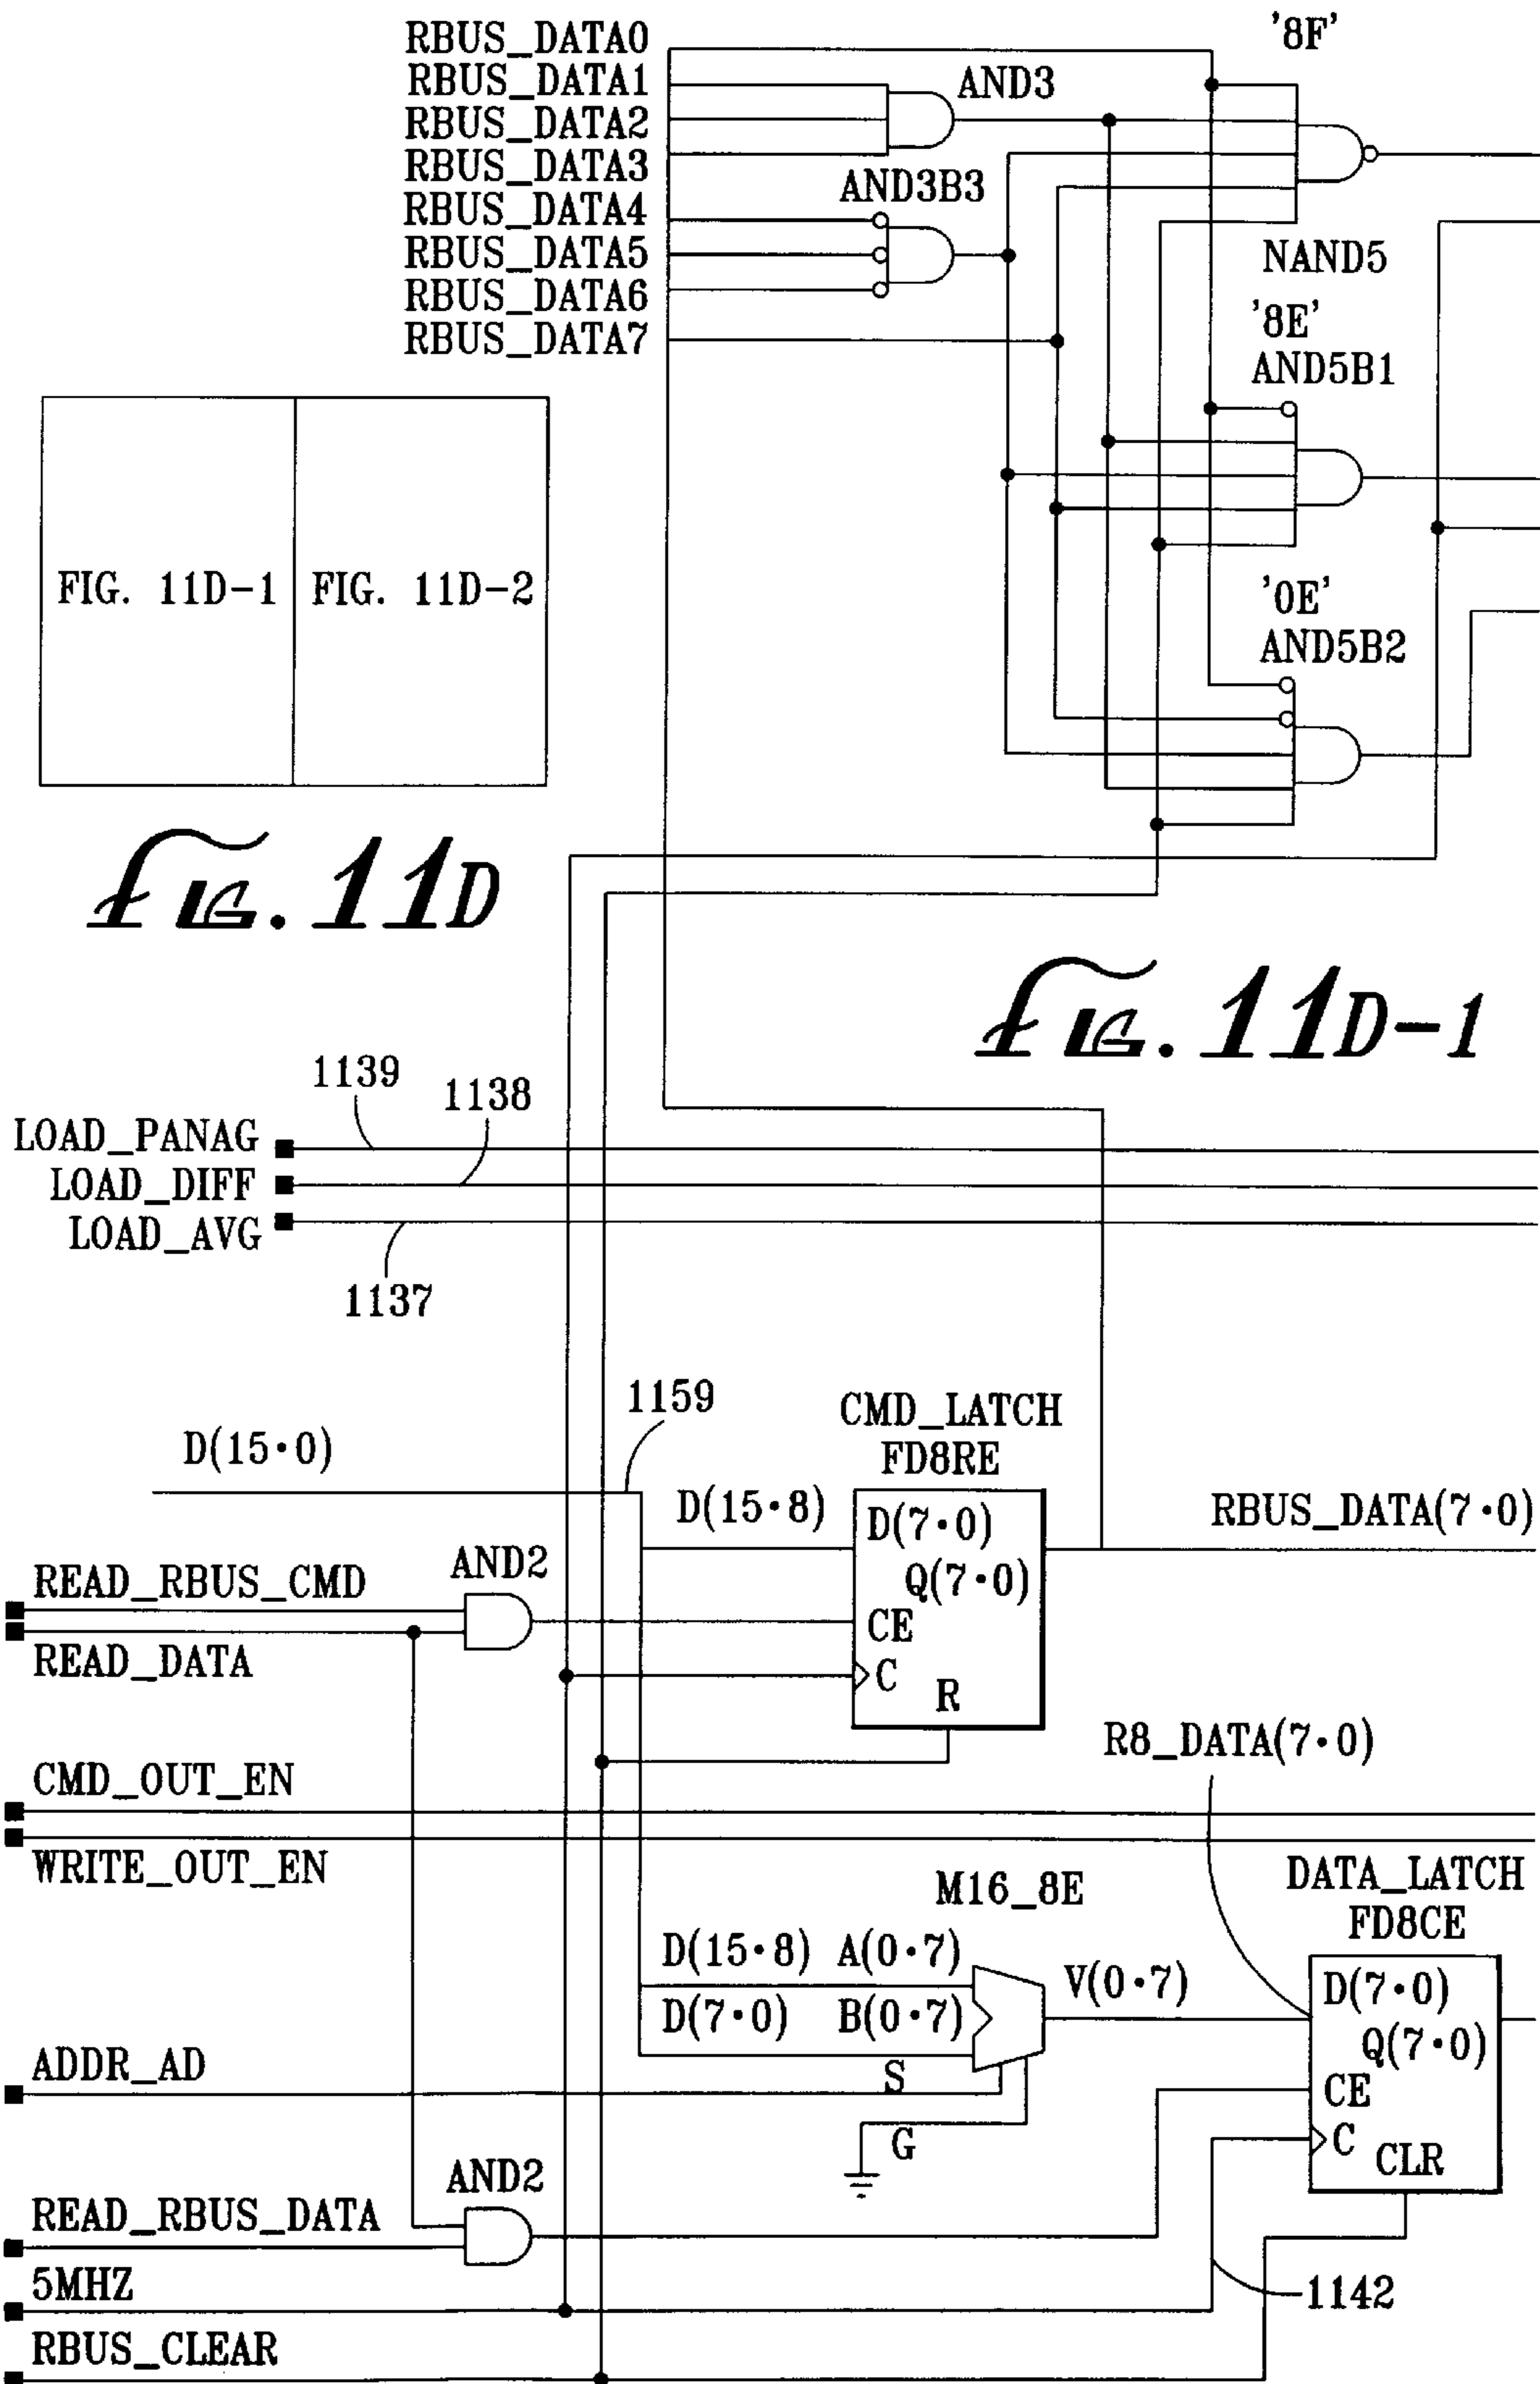 RBUS_DATA0
RBUS_DATA1
RBUS_DATA2
RBUS_DATA3
RBUS_DATA4
RBUS_DATA5
RBUS_DATA6
RBUS_DATA7
AND3
AND3B3
'8F'
NAND5
'8E'
AND5B1
'0E'
AND5B2
FIG. 11D-1
FIG. 11D-2
FIG. 11D
FIG. 11D-1
1139
1138
LOAD_PANAG
LOAD_DIFF
LOAD_AVG
1137
1159
D(15·0)
D(15·8)
CMD_LATCH
FD8RE
D(7·0)
Q(7·0)
CE
C
R
RBUS_DATA(7·0)
AND2
READ_RBUS_CMD
READ_DATA
CMD_OUT_EN
WRITE_OUT_EN
R8_DATA(7·0)
M16_8E
D(15·8) A(0·7)
D(7·0) B(0·7)
V(0·7)
S
G
DATA_LATCH
FD8CE
D(7·0)
Q(7·0)
CE
C
CLR
ADDR_AD
AND2
READ_RBUS_DATA
5MHZ
1142
RBUS_CLEAR